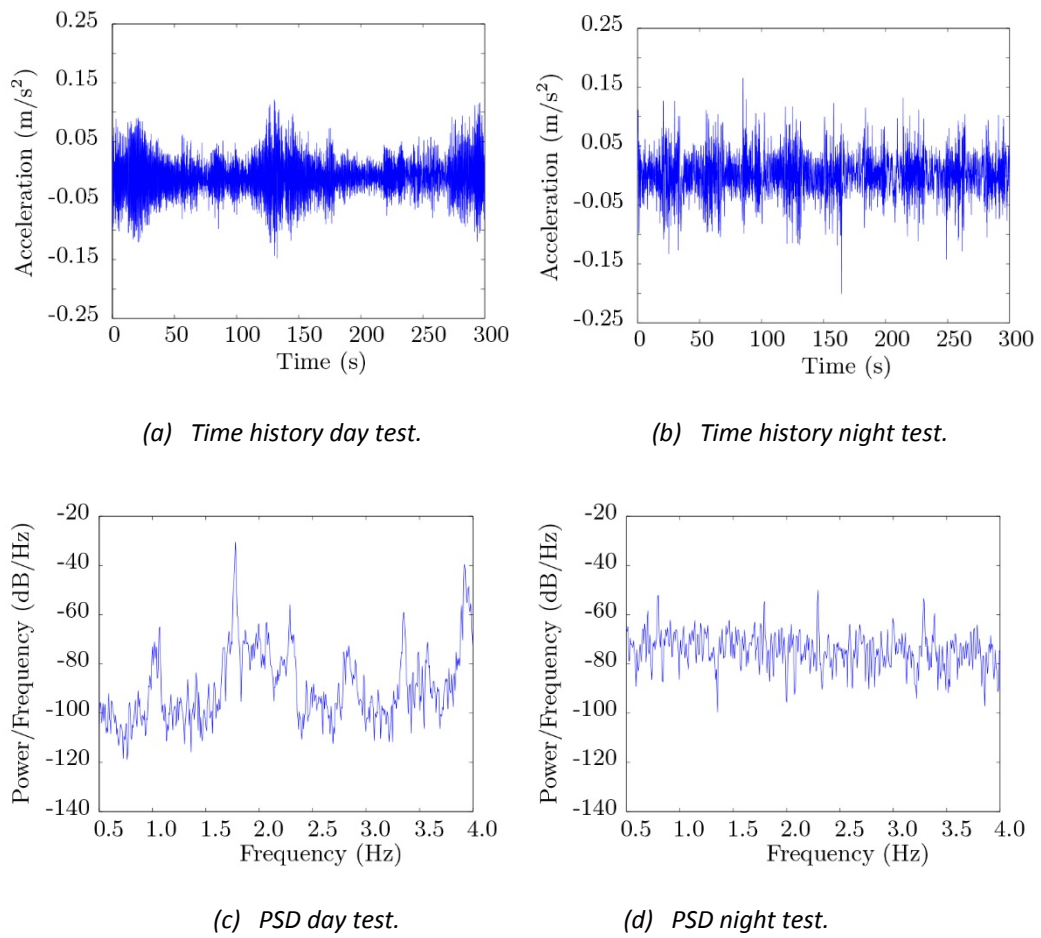 0.25
0.15
0.05
-0.05
-0.15
-0.25
Acceleration (m/s²)
0 50 100 150 200 250 300
Time (s)
0.25
0.15
0.05
-0.05
-0.15
-0.25
Acceleration (m/s²)
0 50 100 150 200 250 300
Time (s)
(a) Time history day test.
(b) Time history night test.
-20
-40
-60
-80
-100
-120
-140
Power/Frequency (dB/Hz)
0.5 1.0 1.5 2.0 2.5 3.0 3.5 4.0
Frequency (Hz)
-20
-40
-60
-80
-100
-120
-140
Power/Frequency (dB/Hz)
0.5 1.0 1.5 2.0 2.5 3.0 3.5 4.0
Frequency (Hz)
(c) PSD day test.
(d) PSD night test.